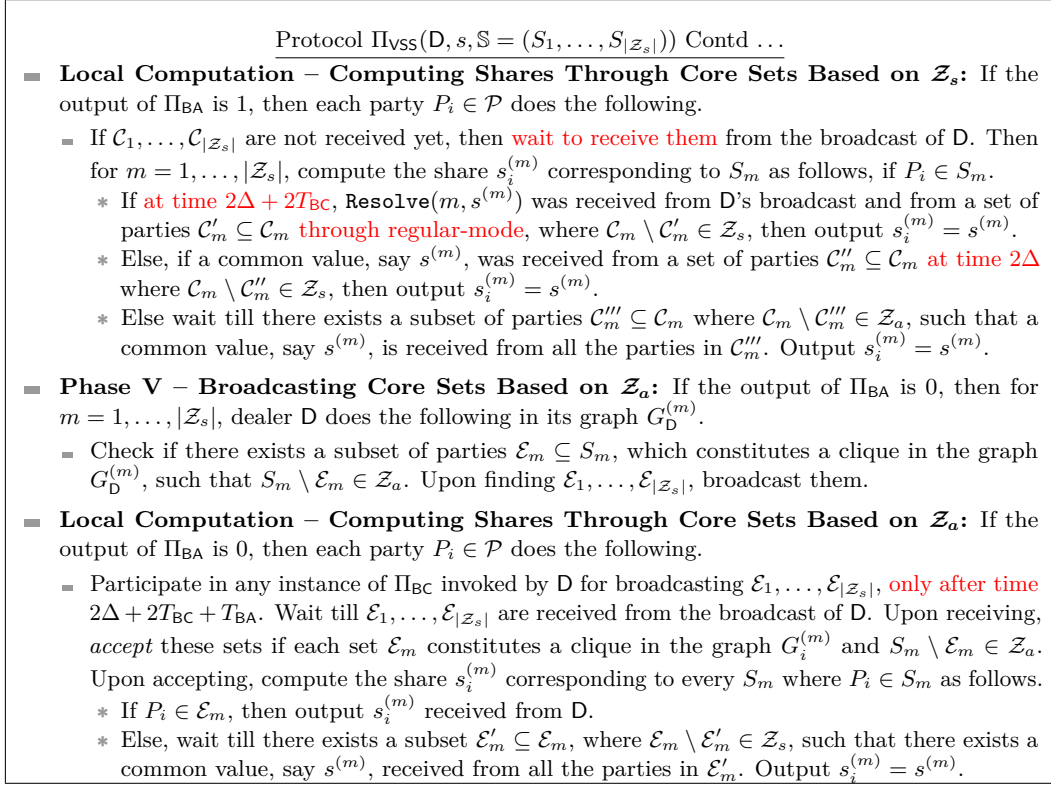 Protocol Π_VSS(D, s, 𝕊 = (S_1, . . . , S_|𝒵_s|)) Contd . . .
Local Computation – Computing Shares Through Core Sets Based on 𝒵_s: If the
output of Π_BA is 1, then each party P_i ∈ 𝒫 does the following.
If 𝒞_1, . . . , 𝒞_|𝒵_s| are not received yet, then wait to receive them from the broadcast of D. Then
for m = 1, . . . , |𝒵_s|, compute the share s_i^(m) corresponding to S_m as follows, if P_i ∈ S_m.
* If at time 2Δ + 2T_BC, Resolve(m, s^(m)) was received from D's broadcast and from a set of
parties 𝒞′_m ⊆ 𝒞_m through regular-mode, where 𝒞_m \ 𝒞′_m ∈ 𝒵_s, then output s_i^(m) = s^(m).
* Else, if a common value, say s^(m), was received from a set of parties 𝒞″_m ⊆ 𝒞_m at time 2Δ
where 𝒞_m \ 𝒞″_m ∈ 𝒵_s, then output s_i^(m) = s^(m).
* Else wait till there exists a subset of parties 𝒞‴_m ⊆ 𝒞_m where 𝒞_m \ 𝒞‴_m ∈ 𝒵_a, such that a
common value, say s^(m), is received from all the parties in 𝒞‴_m. Output s_i^(m) = s^(m).
Phase V – Broadcasting Core Sets Based on 𝒵_a: If the output of Π_BA is 0, then for
m = 1, . . . , |𝒵_s|, dealer D does the following in its graph G_D^(m).
Check if there exists a subset of parties ℰ_m ⊆ S_m, which constitutes a clique in the graph
G_D^(m), such that S_m \ ℰ_m ∈ 𝒵_a. Upon finding ℰ_1, . . . , ℰ_|𝒵_s|, broadcast them.
Local Computation – Computing Shares Through Core Sets Based on 𝒵_a: If the
output of Π_BA is 0, then each party P_i ∈ 𝒫 does the following.
Participate in any instance of Π_BC invoked by D for broadcasting ℰ_1, . . . , ℰ_|𝒵_s|, only after time
2Δ + 2T_BC + T_BA. Wait till ℰ_1, . . . , ℰ_|𝒵_s| are received from the broadcast of D. Upon receiving,
accept these sets if each set ℰ_m constitutes a clique in the graph G_i^(m) and S_m \ ℰ_m ∈ 𝒵_a.
Upon accepting, compute the share s_i^(m) corresponding to every S_m where P_i ∈ S_m as follows.
* If P_i ∈ ℰ_m, then output s_i^(m) received from D.
* Else, wait till there exists a subset ℰ′_m ⊆ ℰ_m, where ℰ_m \ ℰ′_m ∈ 𝒵_s, such that there exists a
common value, say s^(m), received from all the parties in ℰ′_m. Output s_i^(m) = s^(m).